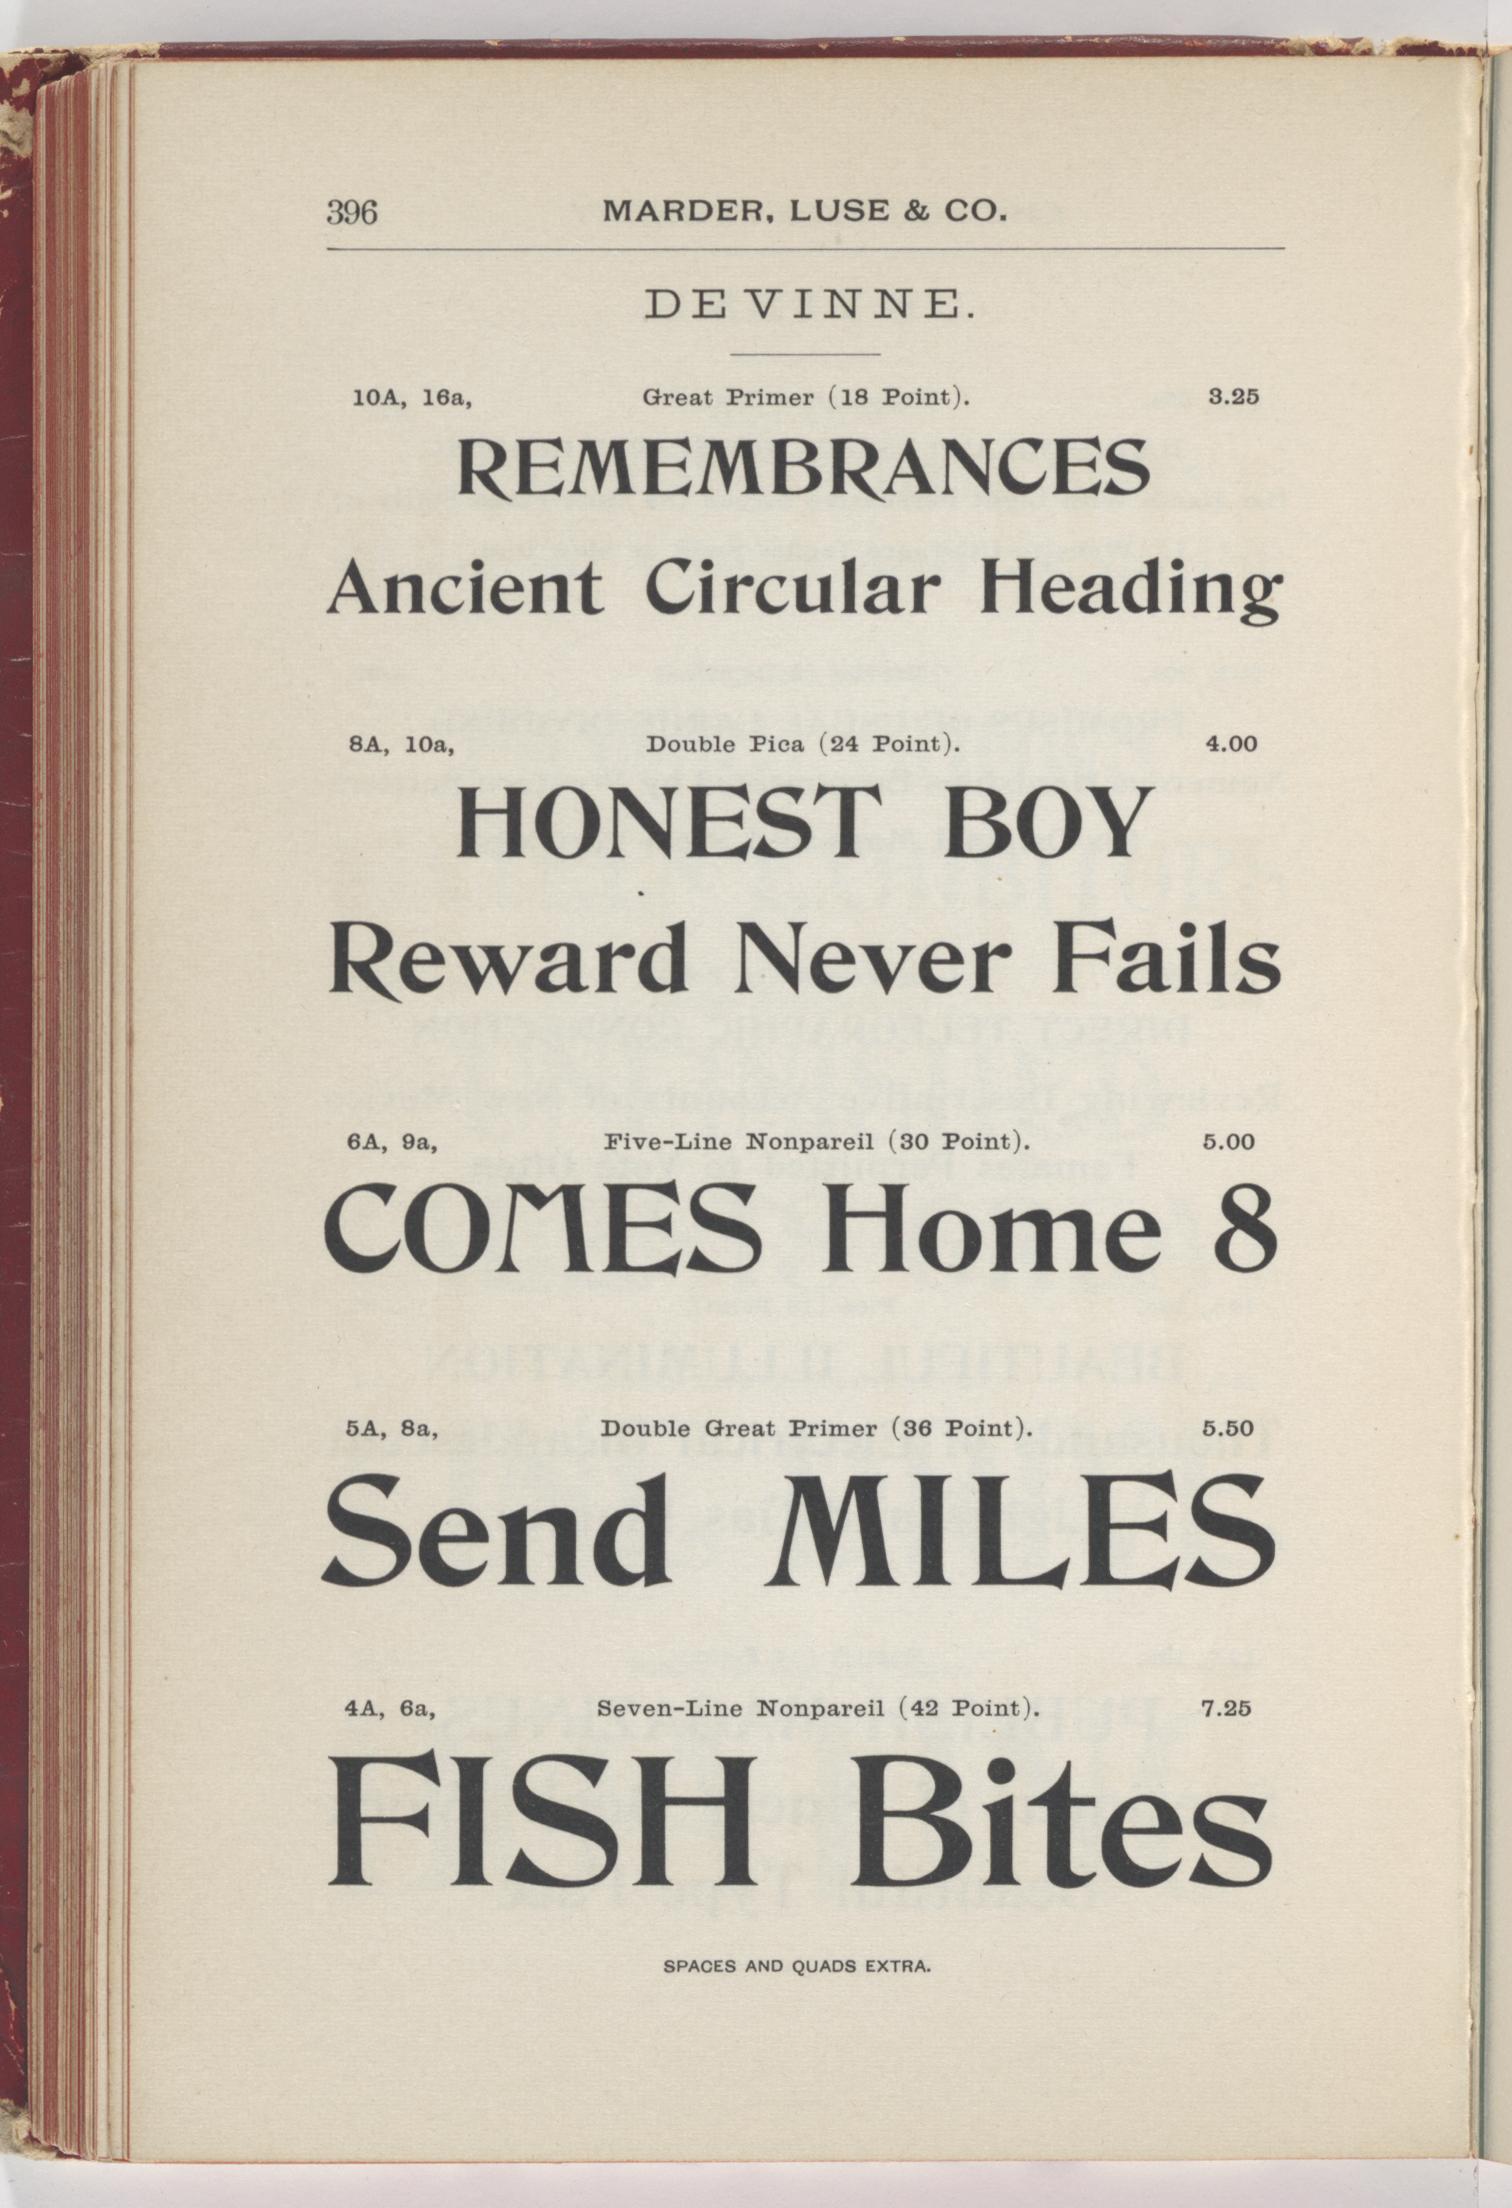 396 MARDER, LUSE & CO.
DE VINNE.
10A, 16a, Great Primer (18 Point). 3.25
REMEMBRANCES
Ancient Circular Heading
8A, 10a, Double Pica (24 Point). 4.00
HONEST BOY
Reward Never Fails
6A, 9a, Five-Line Nonpareil (30 Point). 5.00
COMES Home 8
5A, 8a, Double Great Primer (36 Point). 5.50
Send MILES
4A, 6a, Seven-Line Nonpareil (42 Point). 7.25
FISH Bites
SPACES AND QUADS EXTRA.